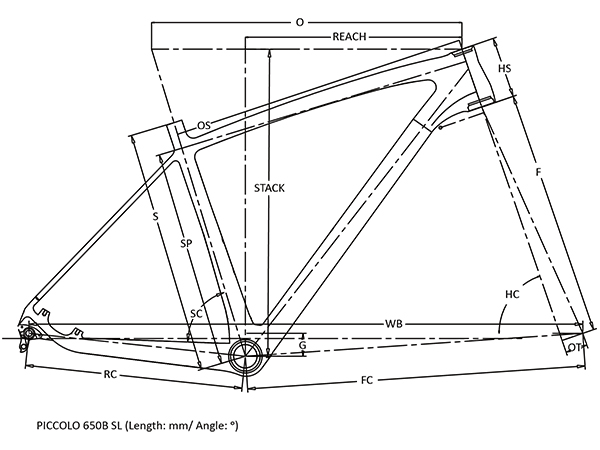 O
REACH
HS
OS
STACK
S
SP
F
SC
HC
WB
G
OT
RC
FC
PICCOLO 650B SL (Length: mm/ Angle: °)